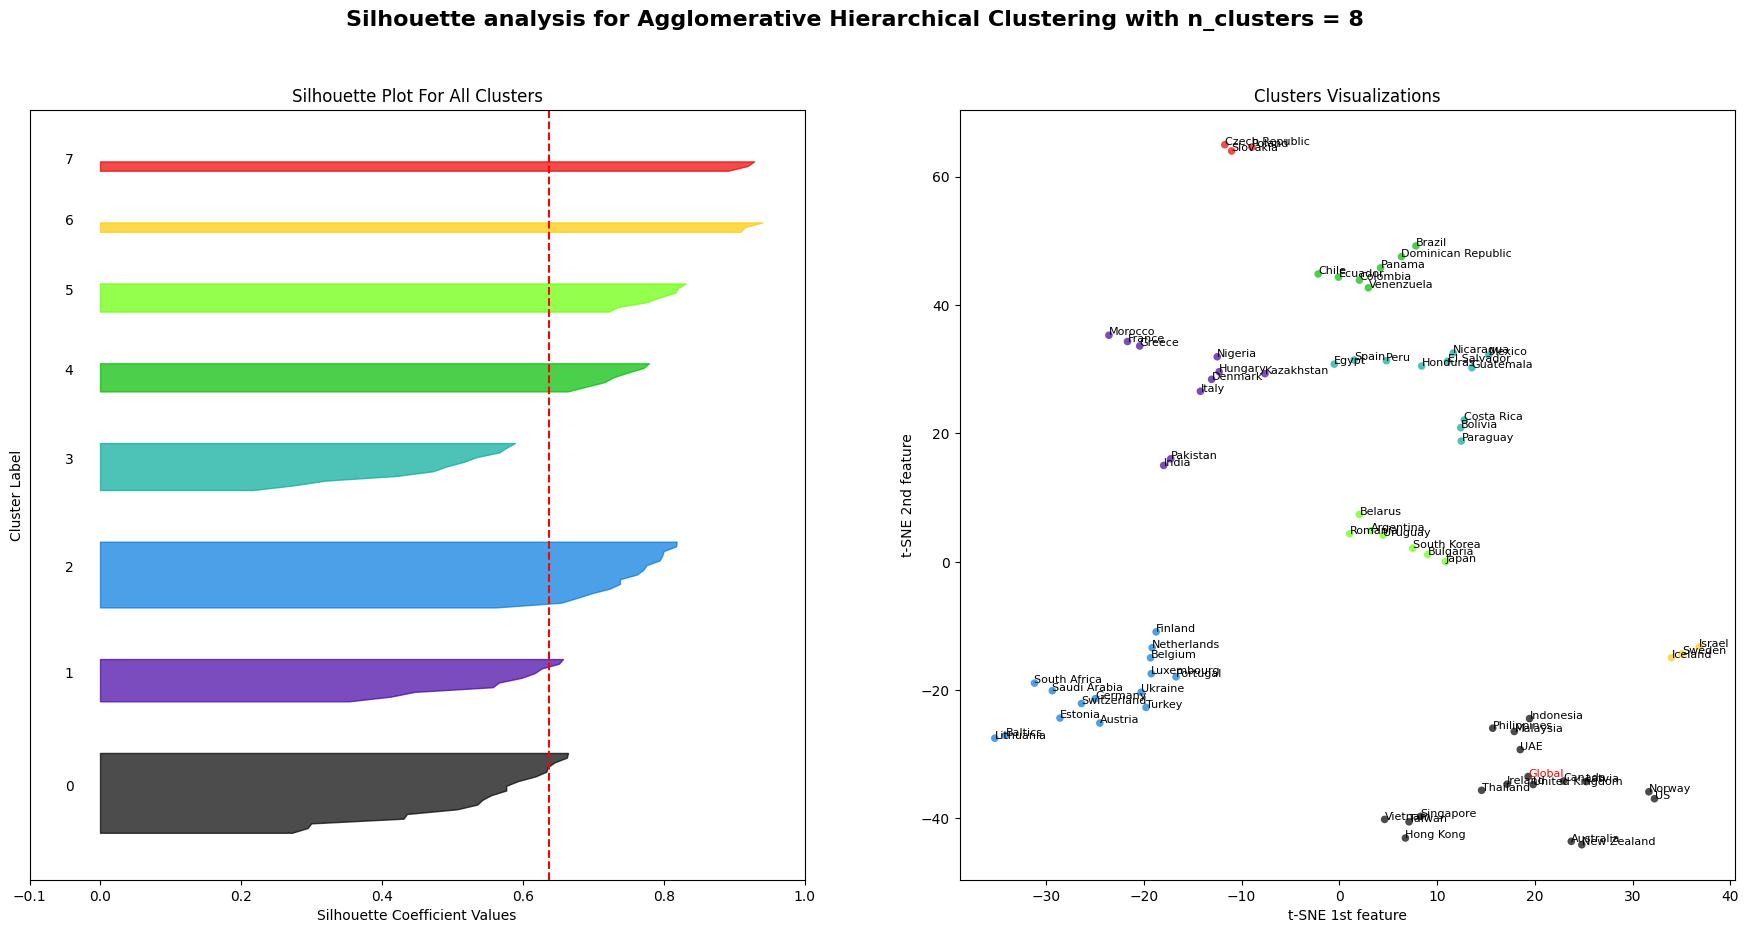 Silhouette analysis for Agglomerative Hierarchical Clustering with n_clusters = 8
Silhouette Plot For All Clusters
7
6
5
4
3
2
1
0
Cluster Label
−0.1
0.0
0.2
0.4
0.6
0.8
1.0
Silhouette Coefficient Values
Clusters Visualizations
60
40
20
0
−20
−40
t-SNE 2nd feature
−30
−20
−10
0
10
20
30
40
t-SNE 1st feature
Czech Republic
Poland
Slovakia
Brazil
Dominican Republic
Panama
Chile
Ecuador
Colombia
Venenzuela
Morocco
France
Greece
Nigeria
Hungary
Kazakhstan
Denmark
Italy
Egypt
Spain
Peru
Nicaragua
Mexico
El Salvador
Honduras
Guatemala
Costa Rica
Bolivia
Paraguay
Pakistan
India
Belarus
Argentina
Romania
Uruguay
South Korea
Bulgaria
Japan
Finland
Netherlands
Belgium
Luxembourg
Portugal
South Africa
Saudi Arabia
Ukraine
Germany
Switzerland
Turkey
Estonia
Austria
Baltics
Lithuania
Israel
Sweden
Iceland
Indonesia
Philippines
Malaysia
UAE
Global
Canada
Latvia
Ireland
United Kingdom
Thailand
Norway
US
Vietnam
Singapore
Taiwan
Hong Kong
Australia
New Zealand